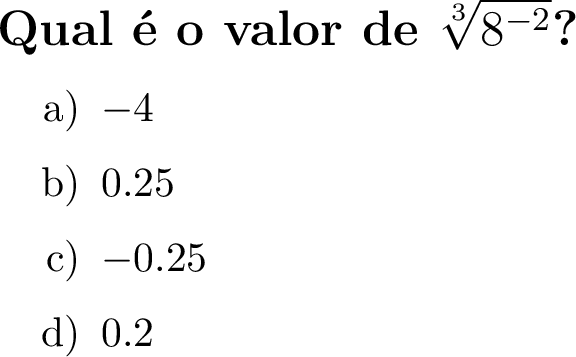 Qual é o valor de ∛8⁻²?
a) −4
b) 0.25
c) −0.25
d) 0.2